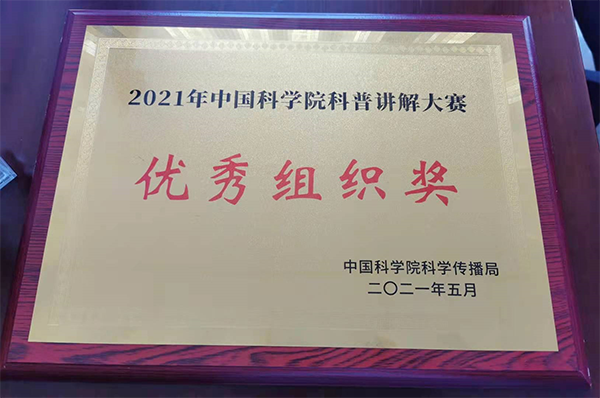 2021年中国科学院科普讲解大赛
优秀组织奖
中国科学院科学传播局
二〇二一年五月